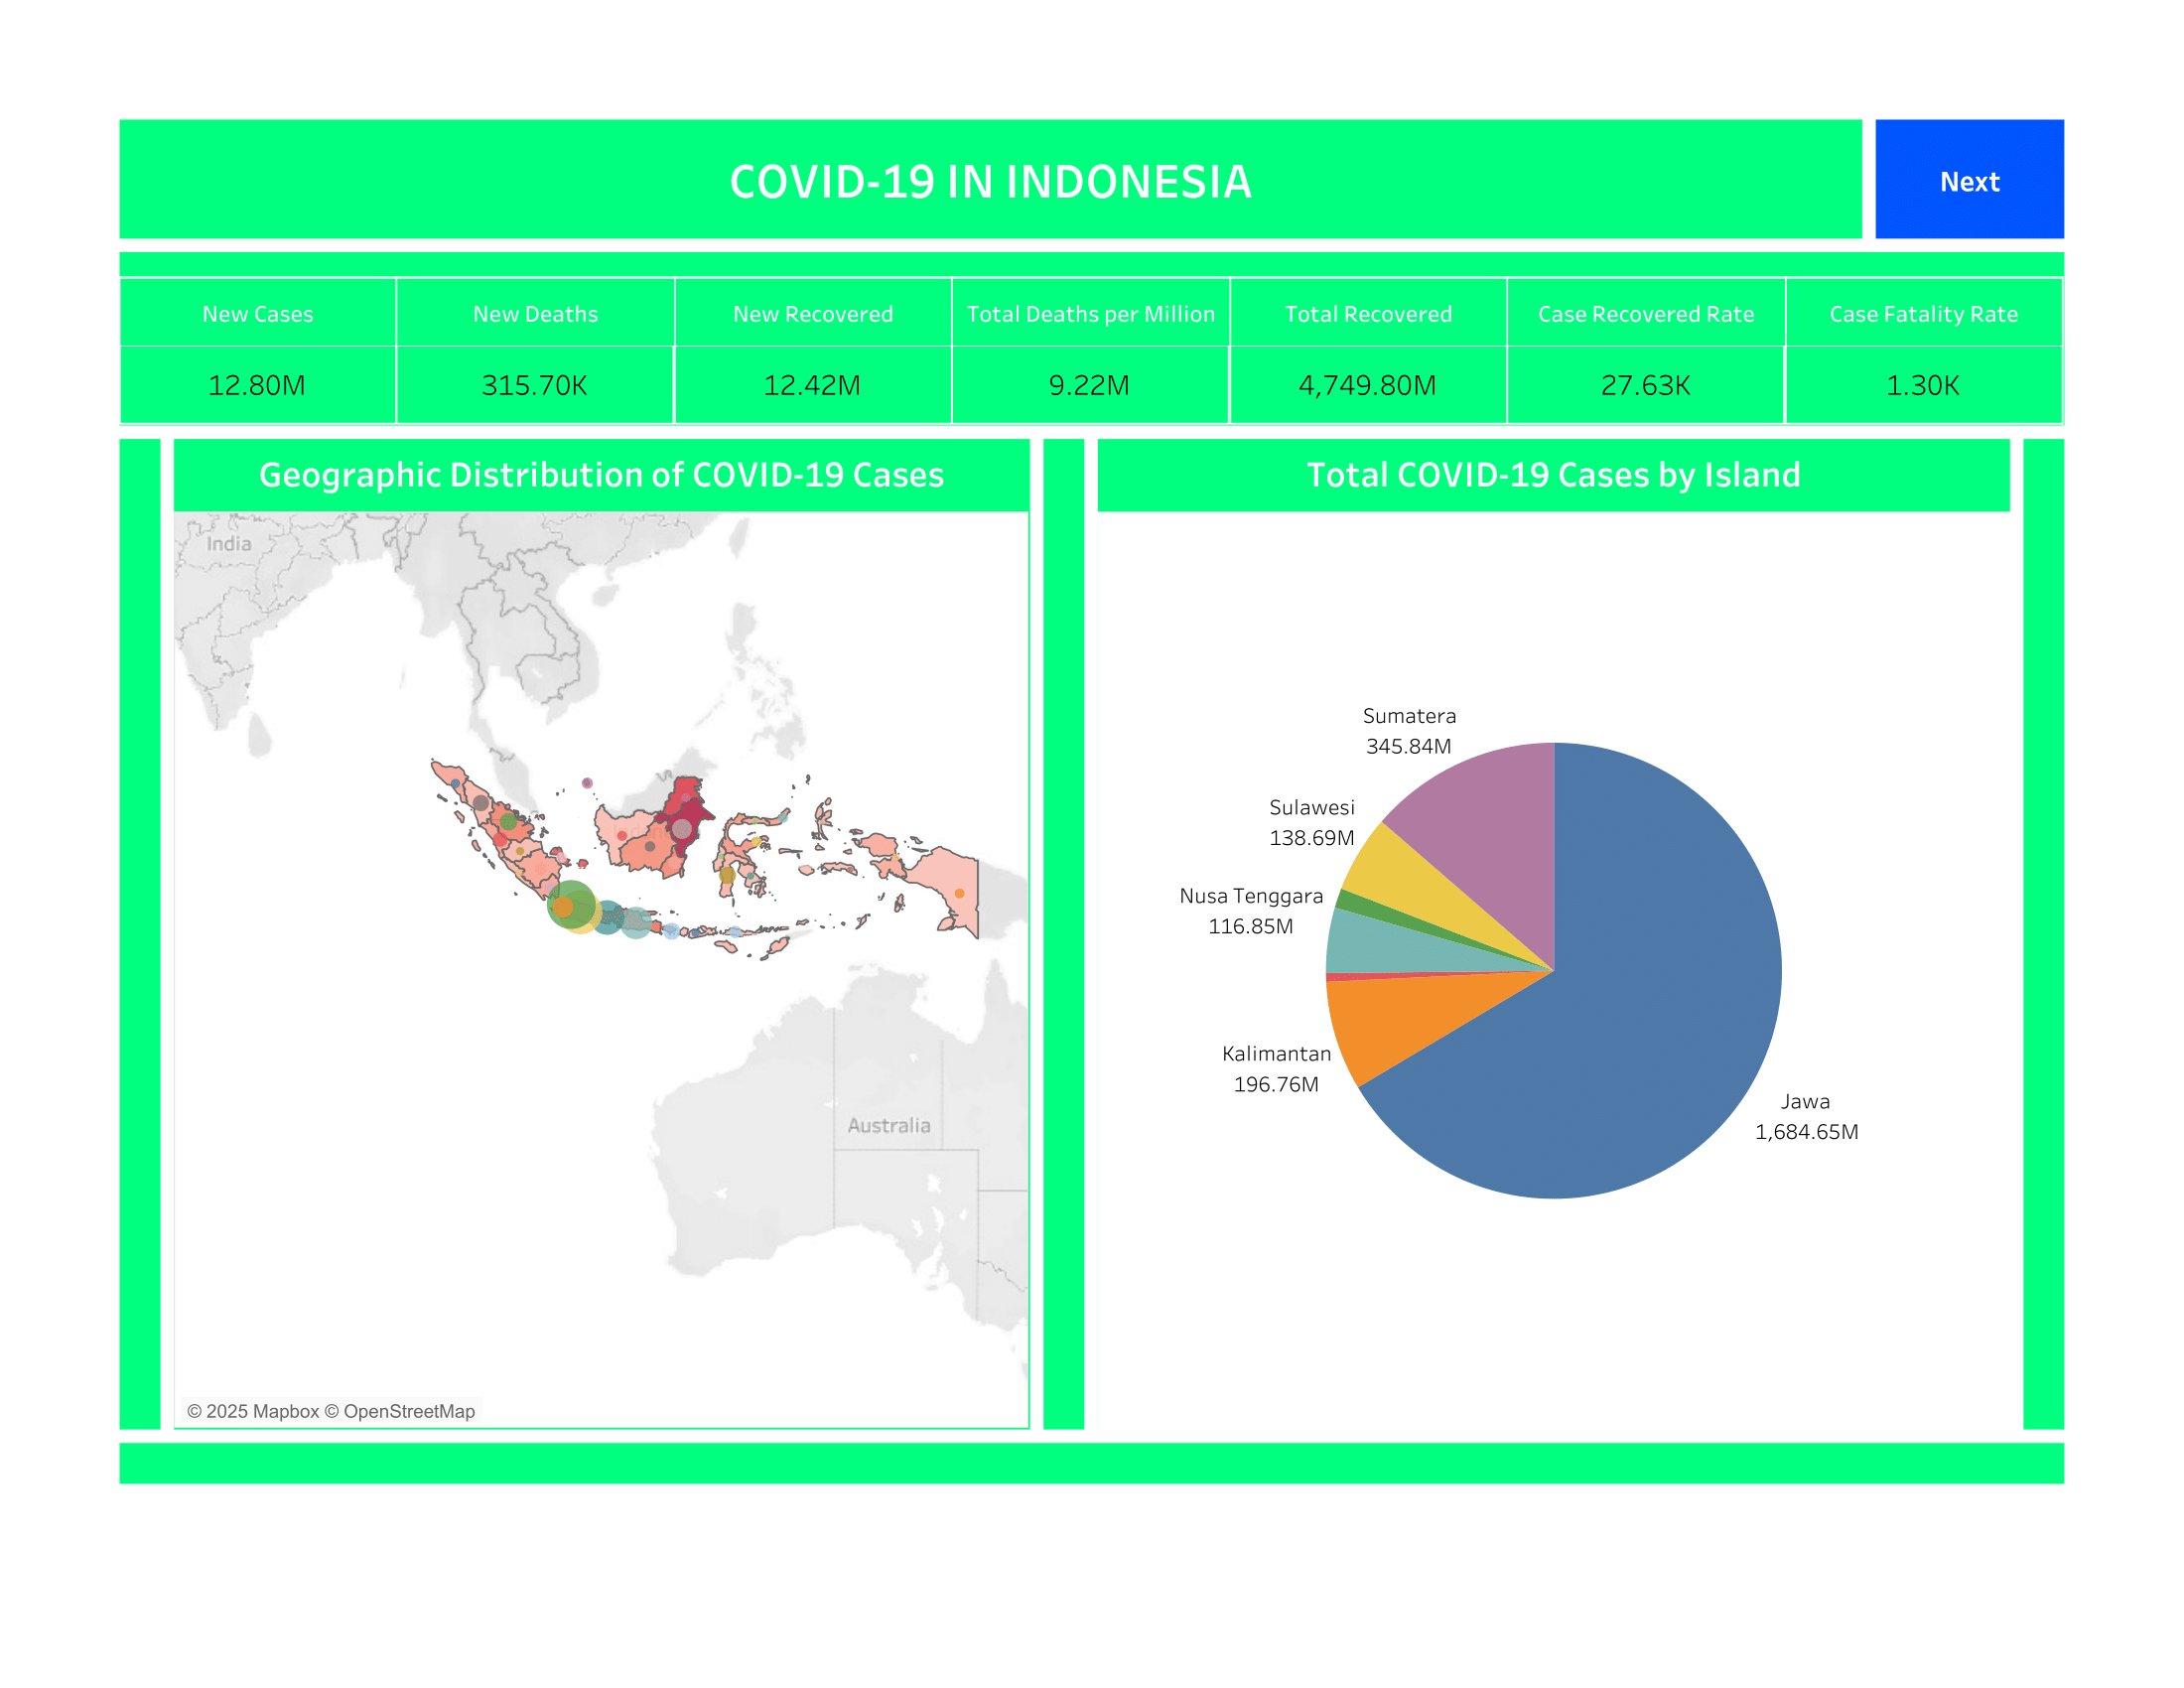 COVID-19 IN INDONESIA
Next
New Cases
New Deaths
New Recovered
Total Deaths per Million
Total Recovered
Case Recovered Rate
Case Fatality Rate
12.80M
315.70K
12.42M
9.22M
4,749.80M
27.63K
1.30K
Geographic Distribution of COVID-19 Cases
India
Australia
© 2025 Mapbox © OpenStreetMap
Total COVID-19 Cases by Island
Sumatera
345.84M
Sulawesi
138.69M
Nusa Tenggara
116.85M
Kalimantan
196.76M
Jawa
1,684.65M